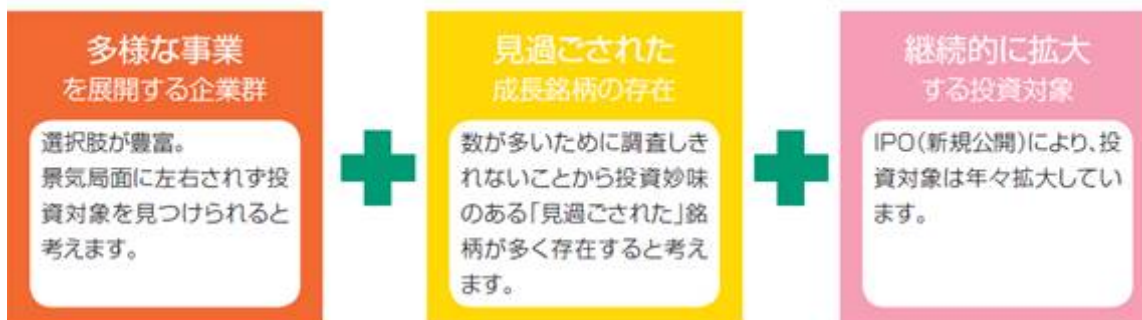 多様な事業
を展開する企業群
選択肢が豊富。
景気局面に左右されず投
資対象を見つけられると
考えます。
見過ごされた
成長銘柄の存在
数が多いために調査しき
れないことから投資妙味
のある「見過ごされた」銘
柄が多く存在すると考え
ます。
継続的に拡大
する投資対象
IPO(新規公開)により、投
資対象は年々拡大してい
ます。